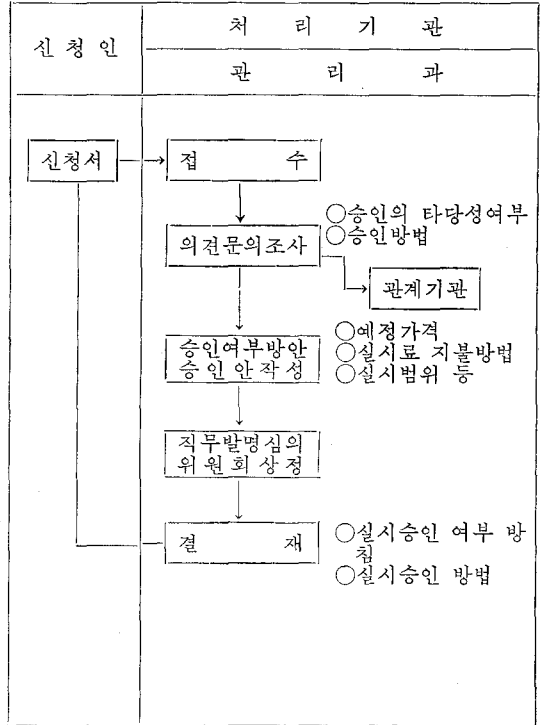 신 청 인
처 리 기 관
관 리 과
신청서
접 수
○승인의 타당성여부
○승인방법
의견문의조사
관계기관
승인여부방안
승 인 안 작 성
○예정가격
○실시료 지불방법
○실시범위 등
직무발명심의
위 원 회 상 정
결 재
○실시승인 여부 방
침
○실시승인 방법